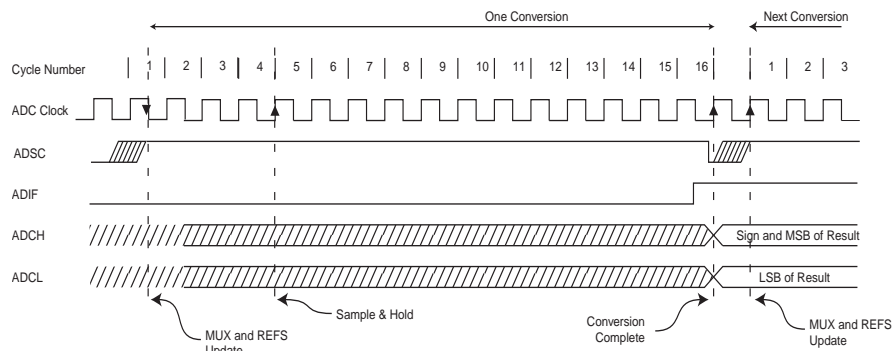 One Conversion
Next Conversion
Cycle Number
1 2 3 4 5 6 7 8 9 10 11 12 13 14 15 16 1 2 3
ADC Clock
ADSC
ADIF
ADCH
Sign and MSB of Result
ADCL
LSB of Result
Sample & Hold
MUX and REFS
Update
Conversion
Complete
MUX and REFS
Update